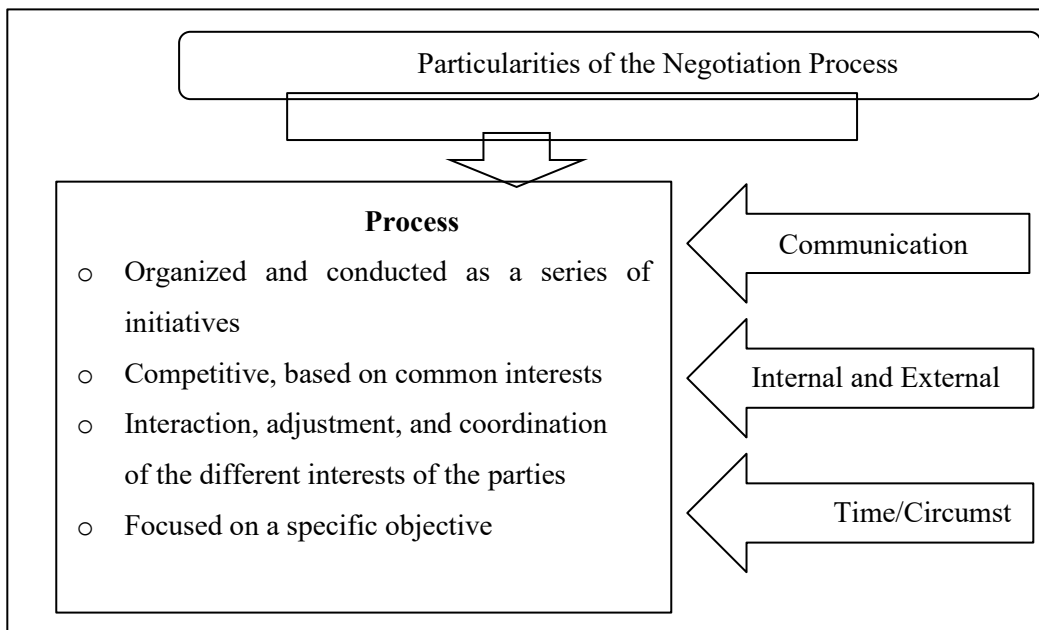 Particularities of the Negotiation Process
Process
o Organized and conducted as a series of
initiatives
o Competitive, based on common interests
o Interaction, adjustment, and coordination
of the different interests of the parties
o Focused on a specific objective
Communication
Internal and External
Time/Circumst